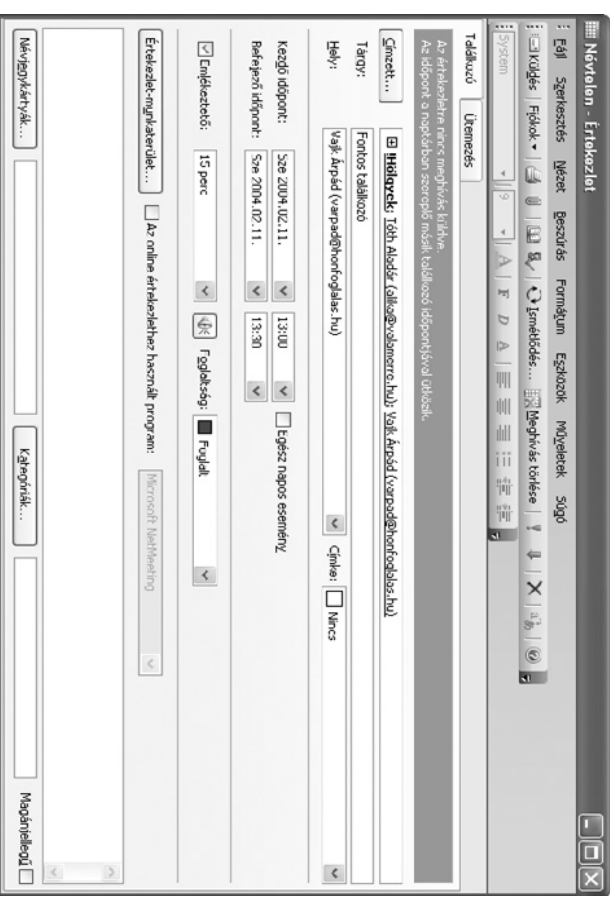 Névtelen - Értekezlet
Fájl Szerkesztés Nézet Beszúrás Formátum Eszközök Műveletek Súgó
Küldés Fiókok Ismétlődés... Meghívás törlése
System 9 A F D A
Találkozó Ütemezés
Az értekezletre nincs meghívás küldve.
Az időpont a naptárban szereplő másik találkozó időpontjával ütközik.
Címzett... !Hölgyek; Tóth Aladár (alika@valamerre.hu); Vajk Árpád (varpad@honfoglalas.hu)
Tárgy: Fontos találkozó
Hely: Vajk Árpád (varpad@honfoglalas.hu) Címke: Nincs
Kezdő időpont: Sze 2004.02.11. 13:00 Egész napos esemény
Befejező időpont: Sze 2004.02.11. 13:30
Emlékeztető: 15 perc Foglaltság: Foglalt
Értekezlet-munkaterület... Az online értekezlethez használt program: Microsoft NetMeeting
Névjegykártyák... Kategóriák... Magánjellegű